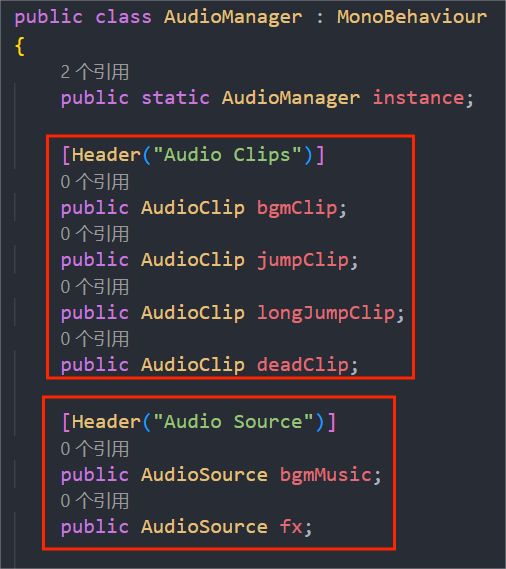 public class AudioManager : MonoBehaviour
{
2 个引用
public static AudioManager instance;
[Header("Audio Clips")]
0 个引用
public AudioClip bgmClip;
0 个引用
public AudioClip jumpClip;
0 个引用
public AudioClip longJumpClip;
0 个引用
public AudioClip deadClip;
[Header("Audio Source")]
0 个引用
public AudioSource bgmMusic;
0 个引用
public AudioSource fx;